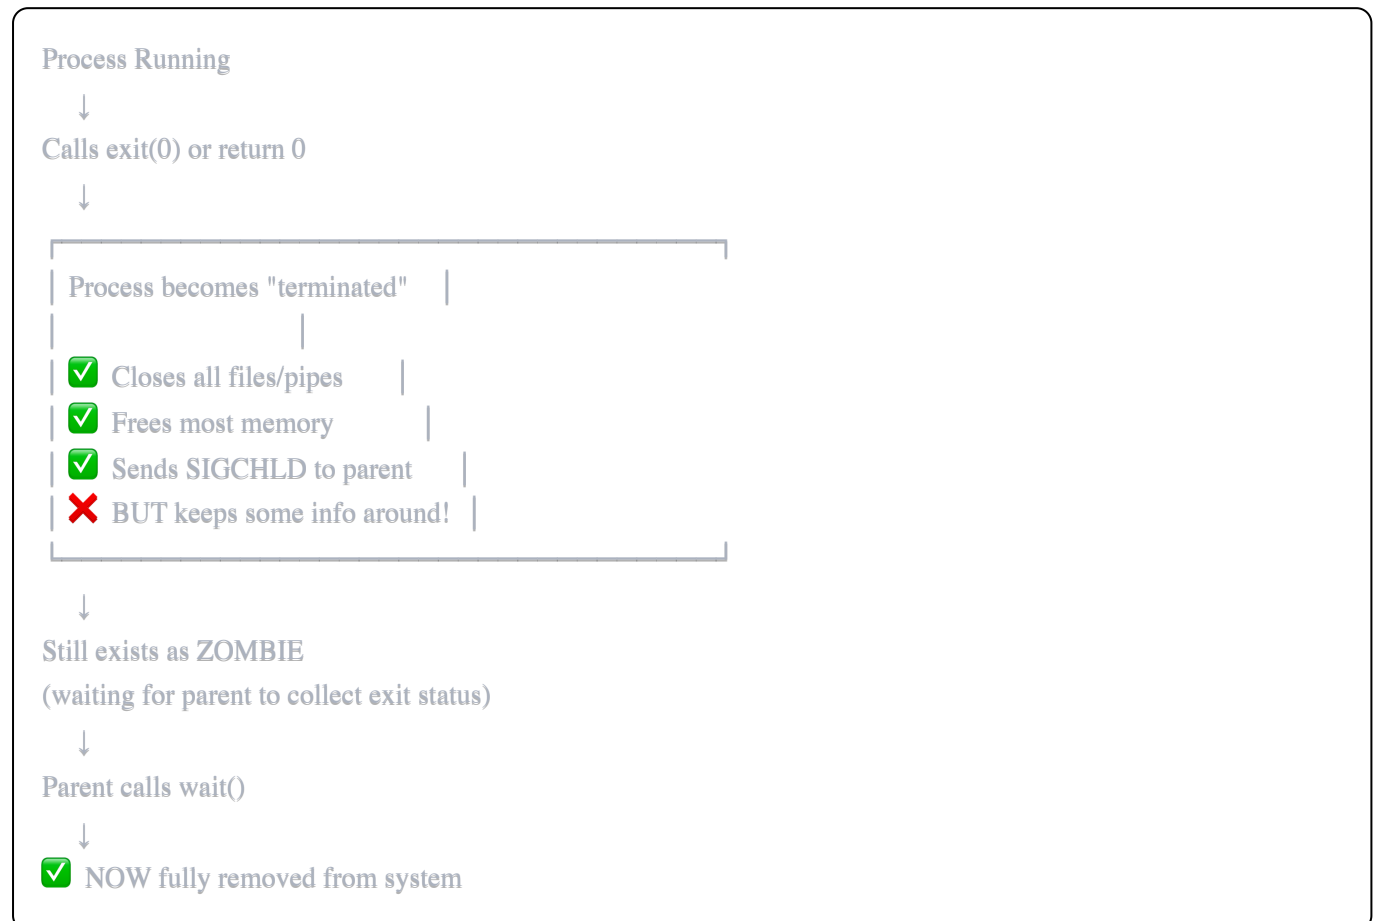 Process Running
↓
Calls exit(0) or return 0
↓
Process becomes "terminated"
✅ Closes all files/pipes
✅ Frees most memory
✅ Sends SIGCHLD to parent
❌ BUT keeps some info around!
↓
Still exists as ZOMBIE
(waiting for parent to collect exit status)
↓
Parent calls wait()
↓
✅ NOW fully removed from system